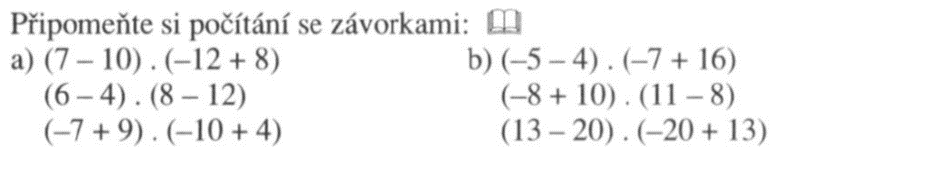 Připomeňte si počítání se závorkami:
a) (7 – 10) . (–12 + 8)
(6 – 4) . (8 – 12)
(–7 + 9) . (–10 + 4)
b) (–5 – 4) . (–7 + 16)
(–8 + 10) . (11 – 8)
(13 – 20) . (–20 + 13)